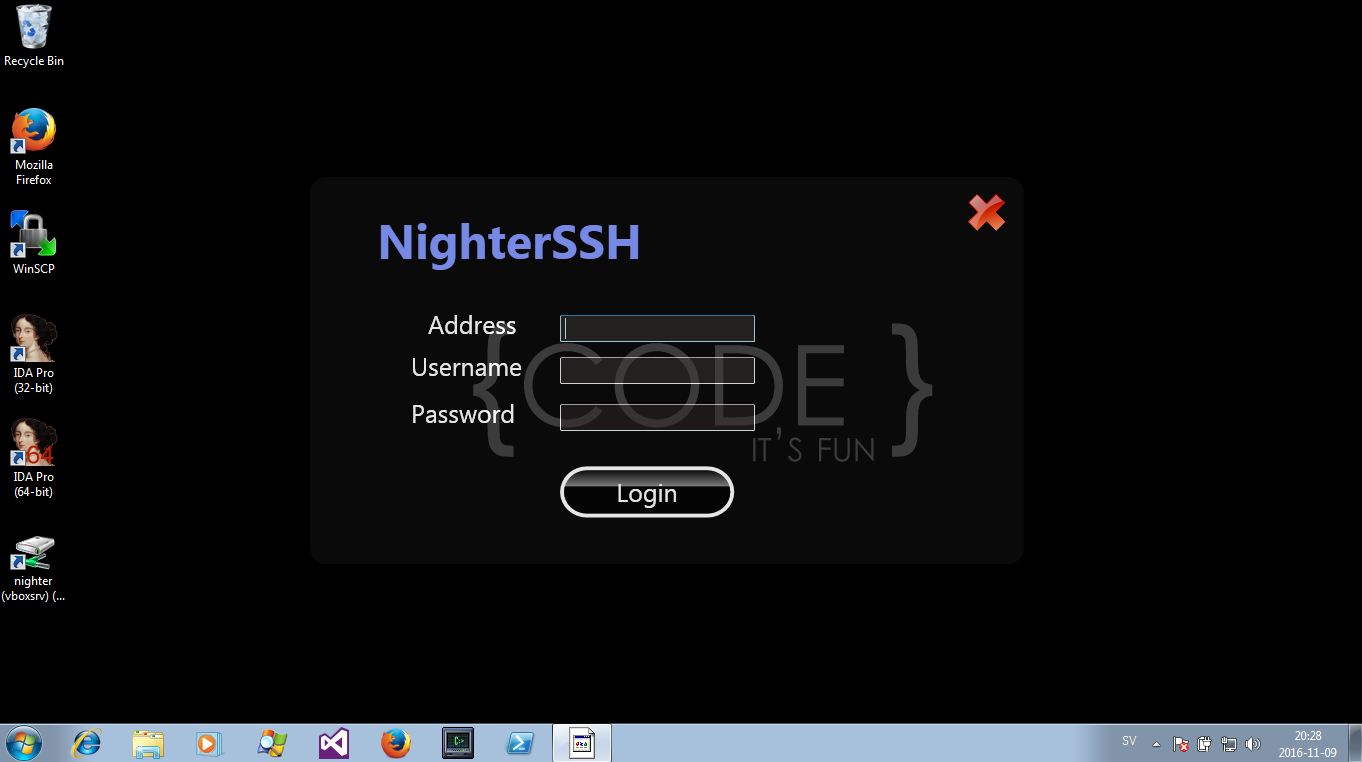 Recycle Bin
Mozilla
Firefox
WinSCP
IDA Pro
(32-bit)
64
IDA Pro
(64-bit)
nighter
(vboxsrv) (...
NighterSSH
Address
Username
Password
{CODE}
IT'S FUN
Login
SV
20:28
2016-11-09